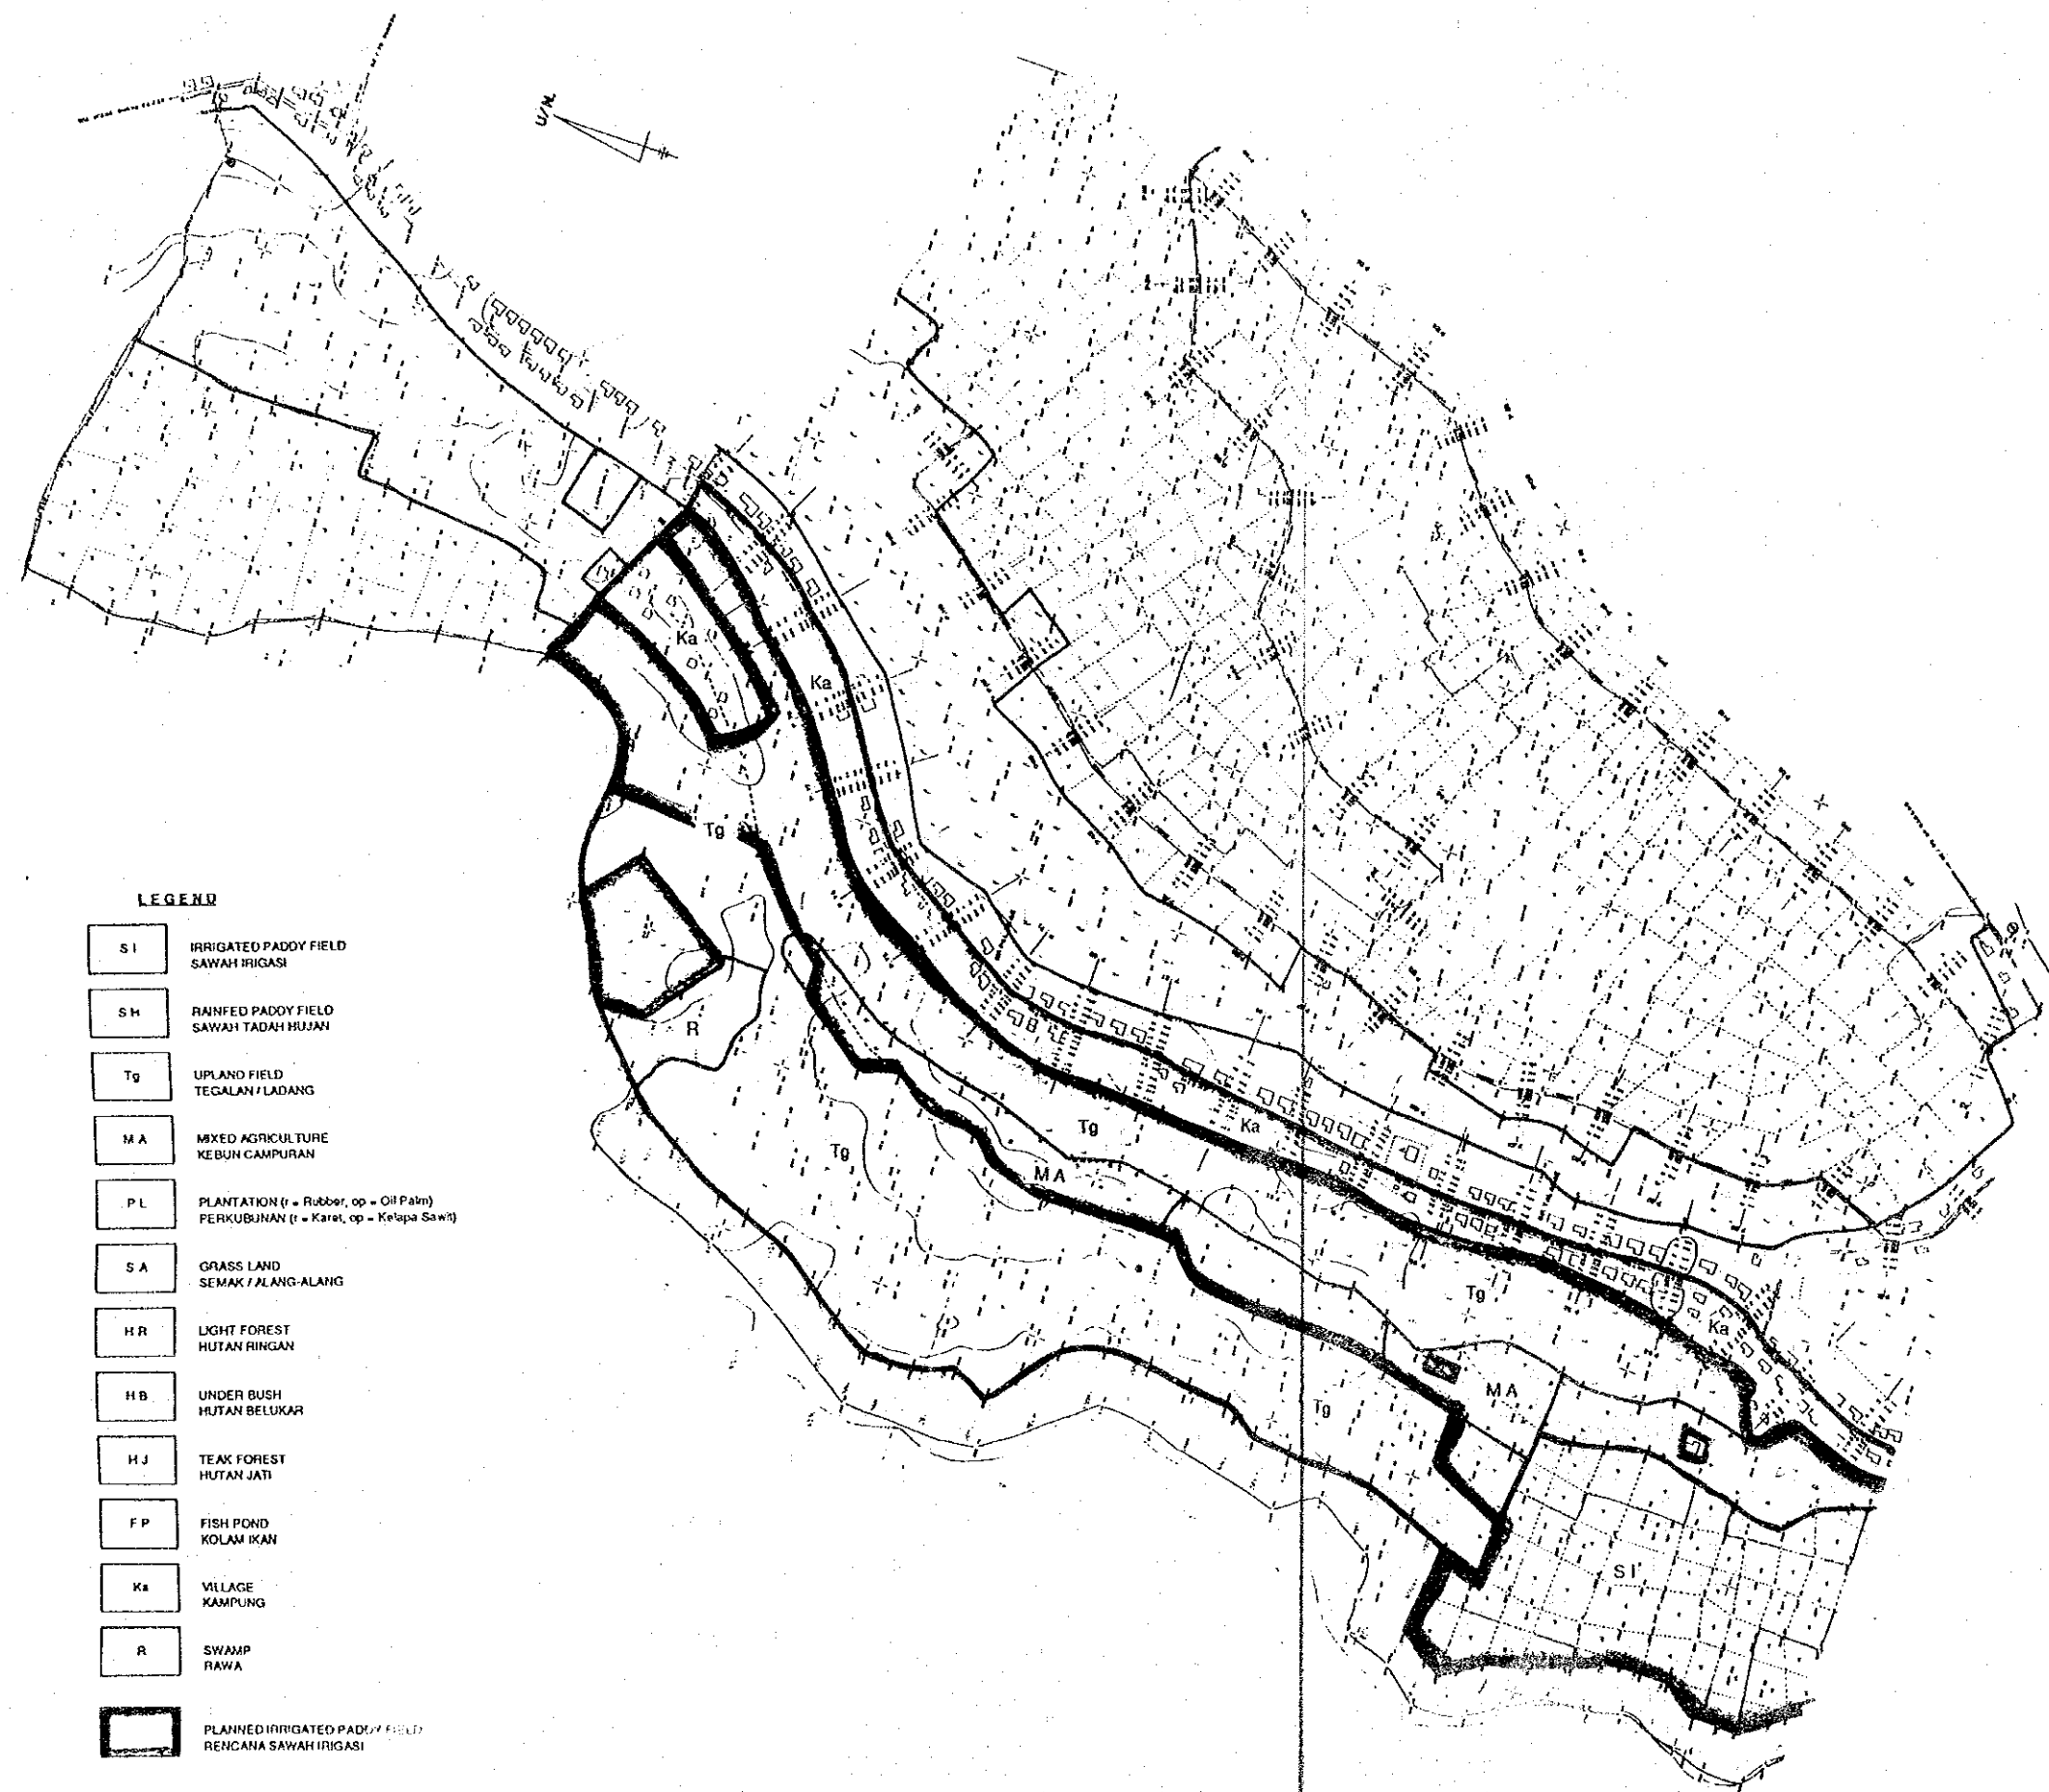 U/N.
Ka
Ka
Tg
R
Tg
Tg
Ka
MA
Tg
Ka
MA
Tg
SI
LEGEND
SI IRRIGATED PADDY FIELD
SAWAH IRIGASI
SH RAINFED PADDY FIELD
SAWAH TADAH HUJAN
Tg UPLAND FIELD
TEGALAN / LADANG
MA MIXED AGRICULTURE
KEBUN CAMPURAN
PL PLANTATION (r = Rubber, op = Oil Palm)
PERKUBUNAN (r = Karet, op = Kelapa Sawit)
SA GRASS LAND
SEMAK / ALANG-ALANG
HR LIGHT FOREST
HUTAN RINGAN
HB UNDER BUSH
HUTAN BELUKAR
HJ TEAK FOREST
HUTAN JATI
FP FISH POND
KOLAM IKAN
Ka VILLAGE
KAMPUNG
R SWAMP
RAWA
PLANNED IRRIGATED PADDY FIELD
RENCANA SAWAH IRIGASI